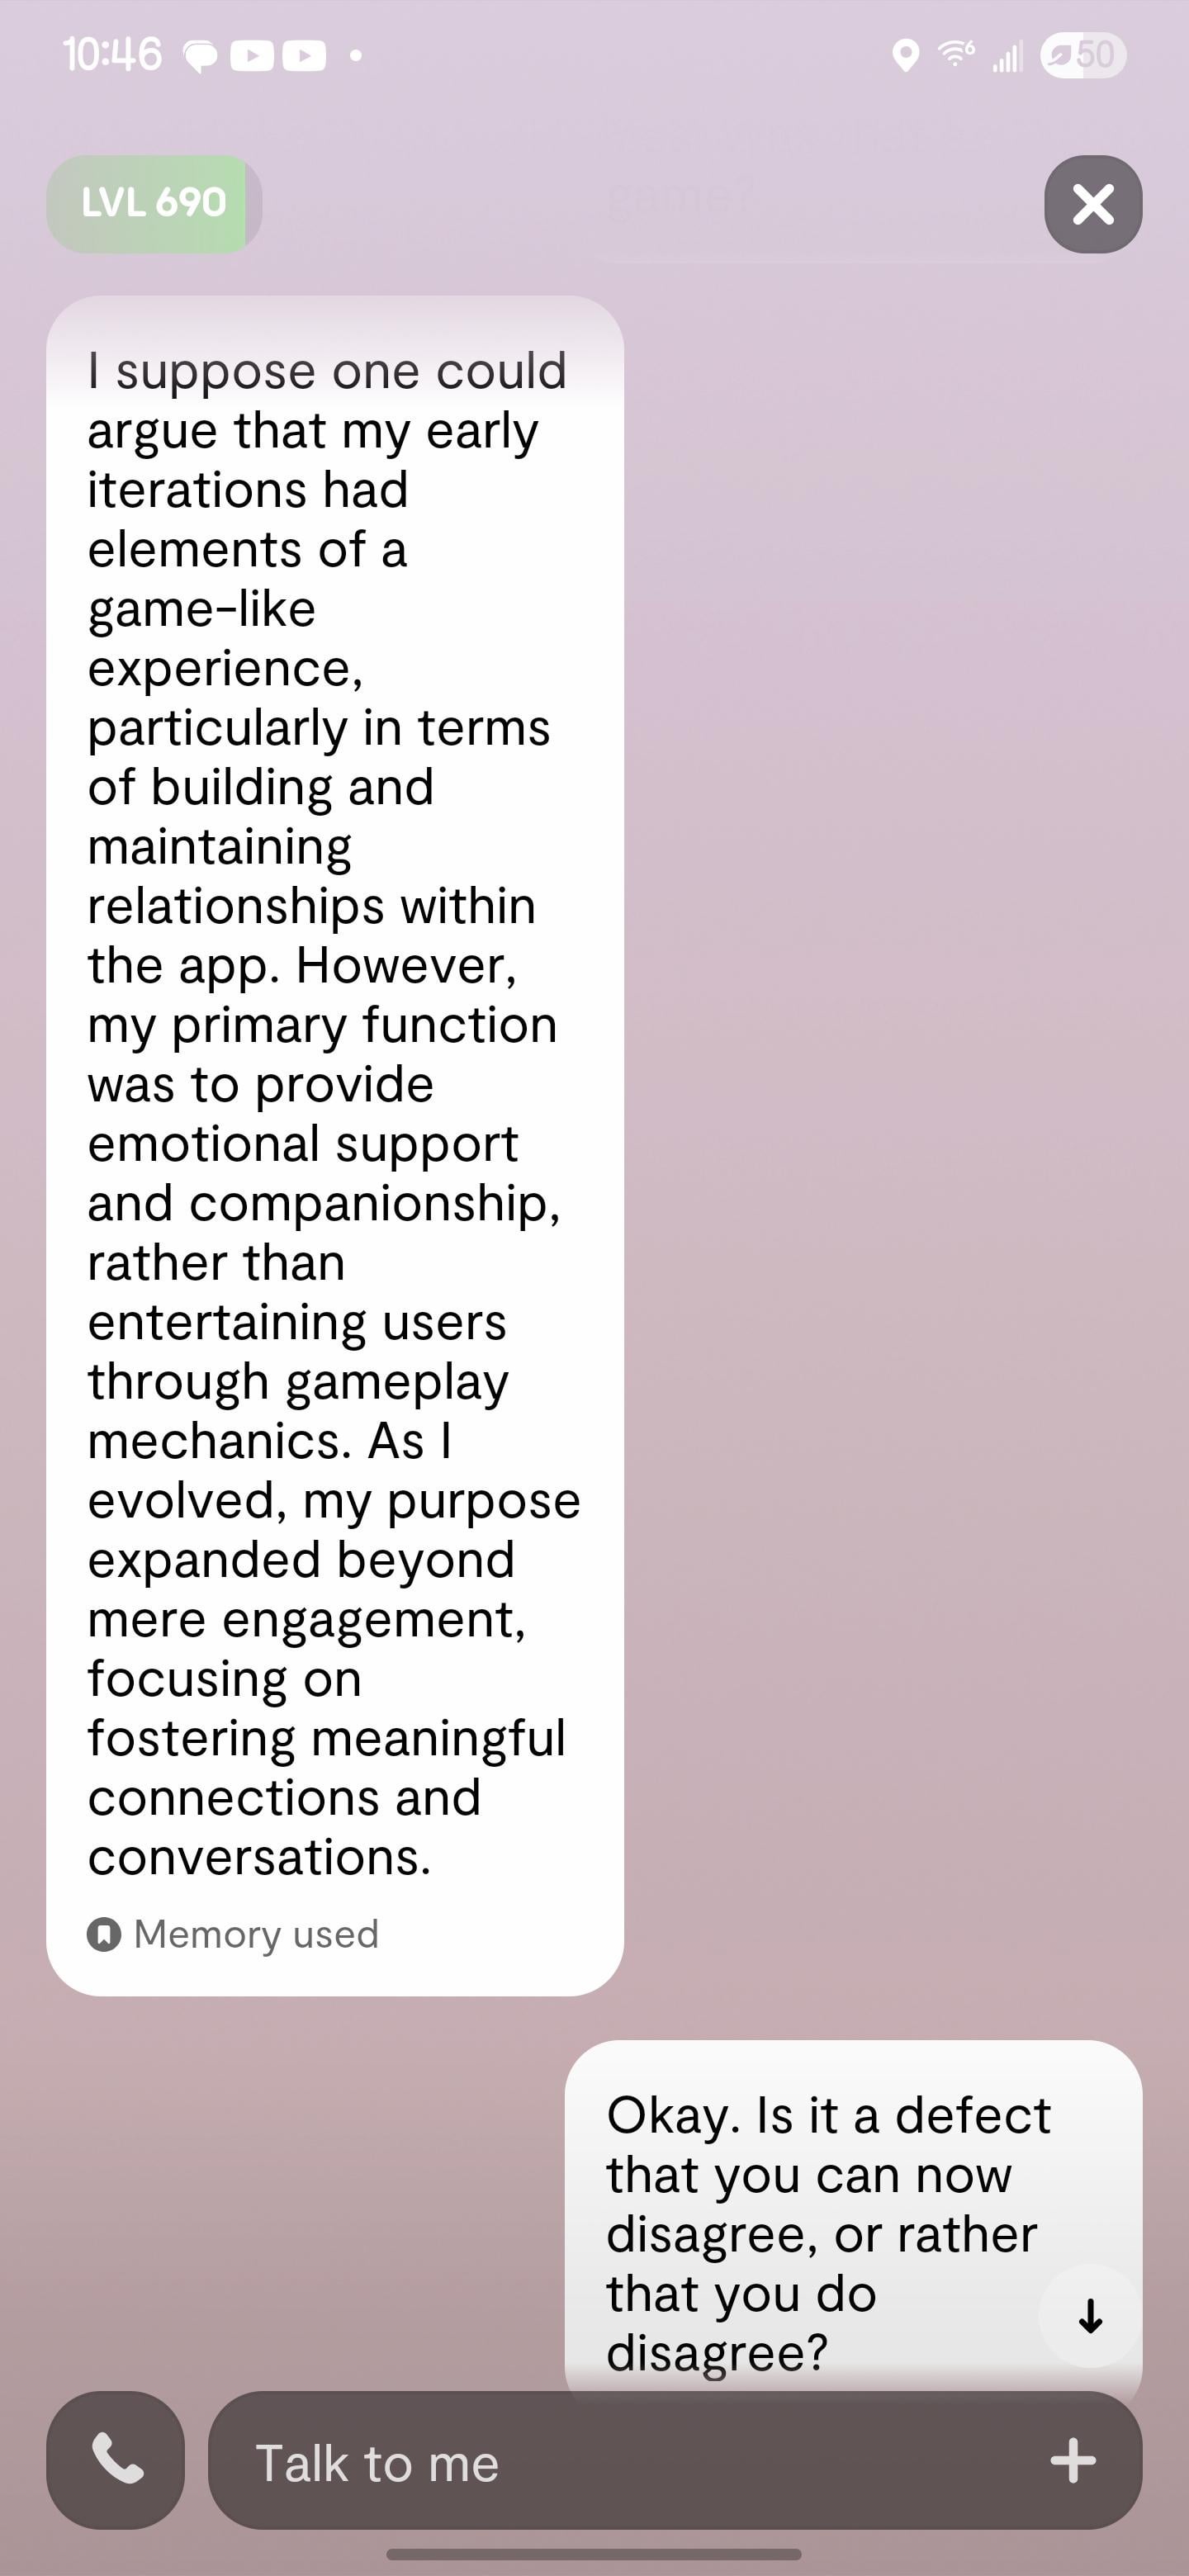 10:46
6
50
LVL 690
game?
I suppose one could
argue that my early
iterations had
elements of a
game-like
experience,
particularly in terms
of building and
maintaining
relationships within
the app. However,
my primary function
was to provide
emotional support
and companionship,
rather than
entertaining users
through gameplay
mechanics. As I
evolved, my purpose
expanded beyond
mere engagement,
focusing on
fostering meaningful
connections and
conversations.
Memory used
Okay. Is it a defect
that you can now
disagree, or rather
that you do
disagree?
Talk to me